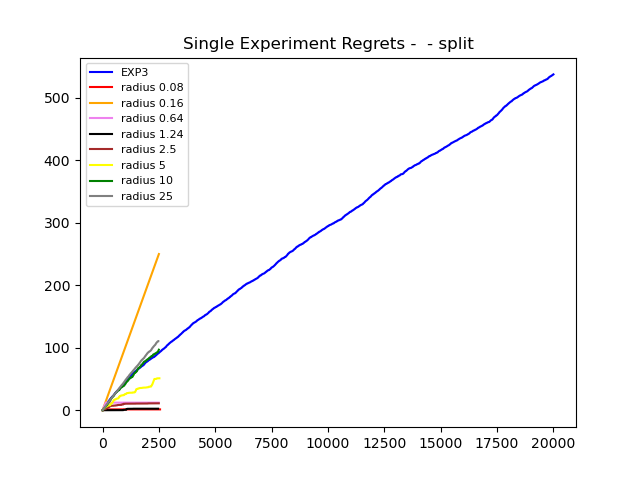 Single Experiment Regrets -  - split
EXP3
radius 0.08
radius 0.16
radius 0.64
radius 1.24
radius 2.5
radius 5
radius 10
radius 25
500
400
300
200
100
0
0 2500 5000 7500 10000 12500 15000 17500 20000